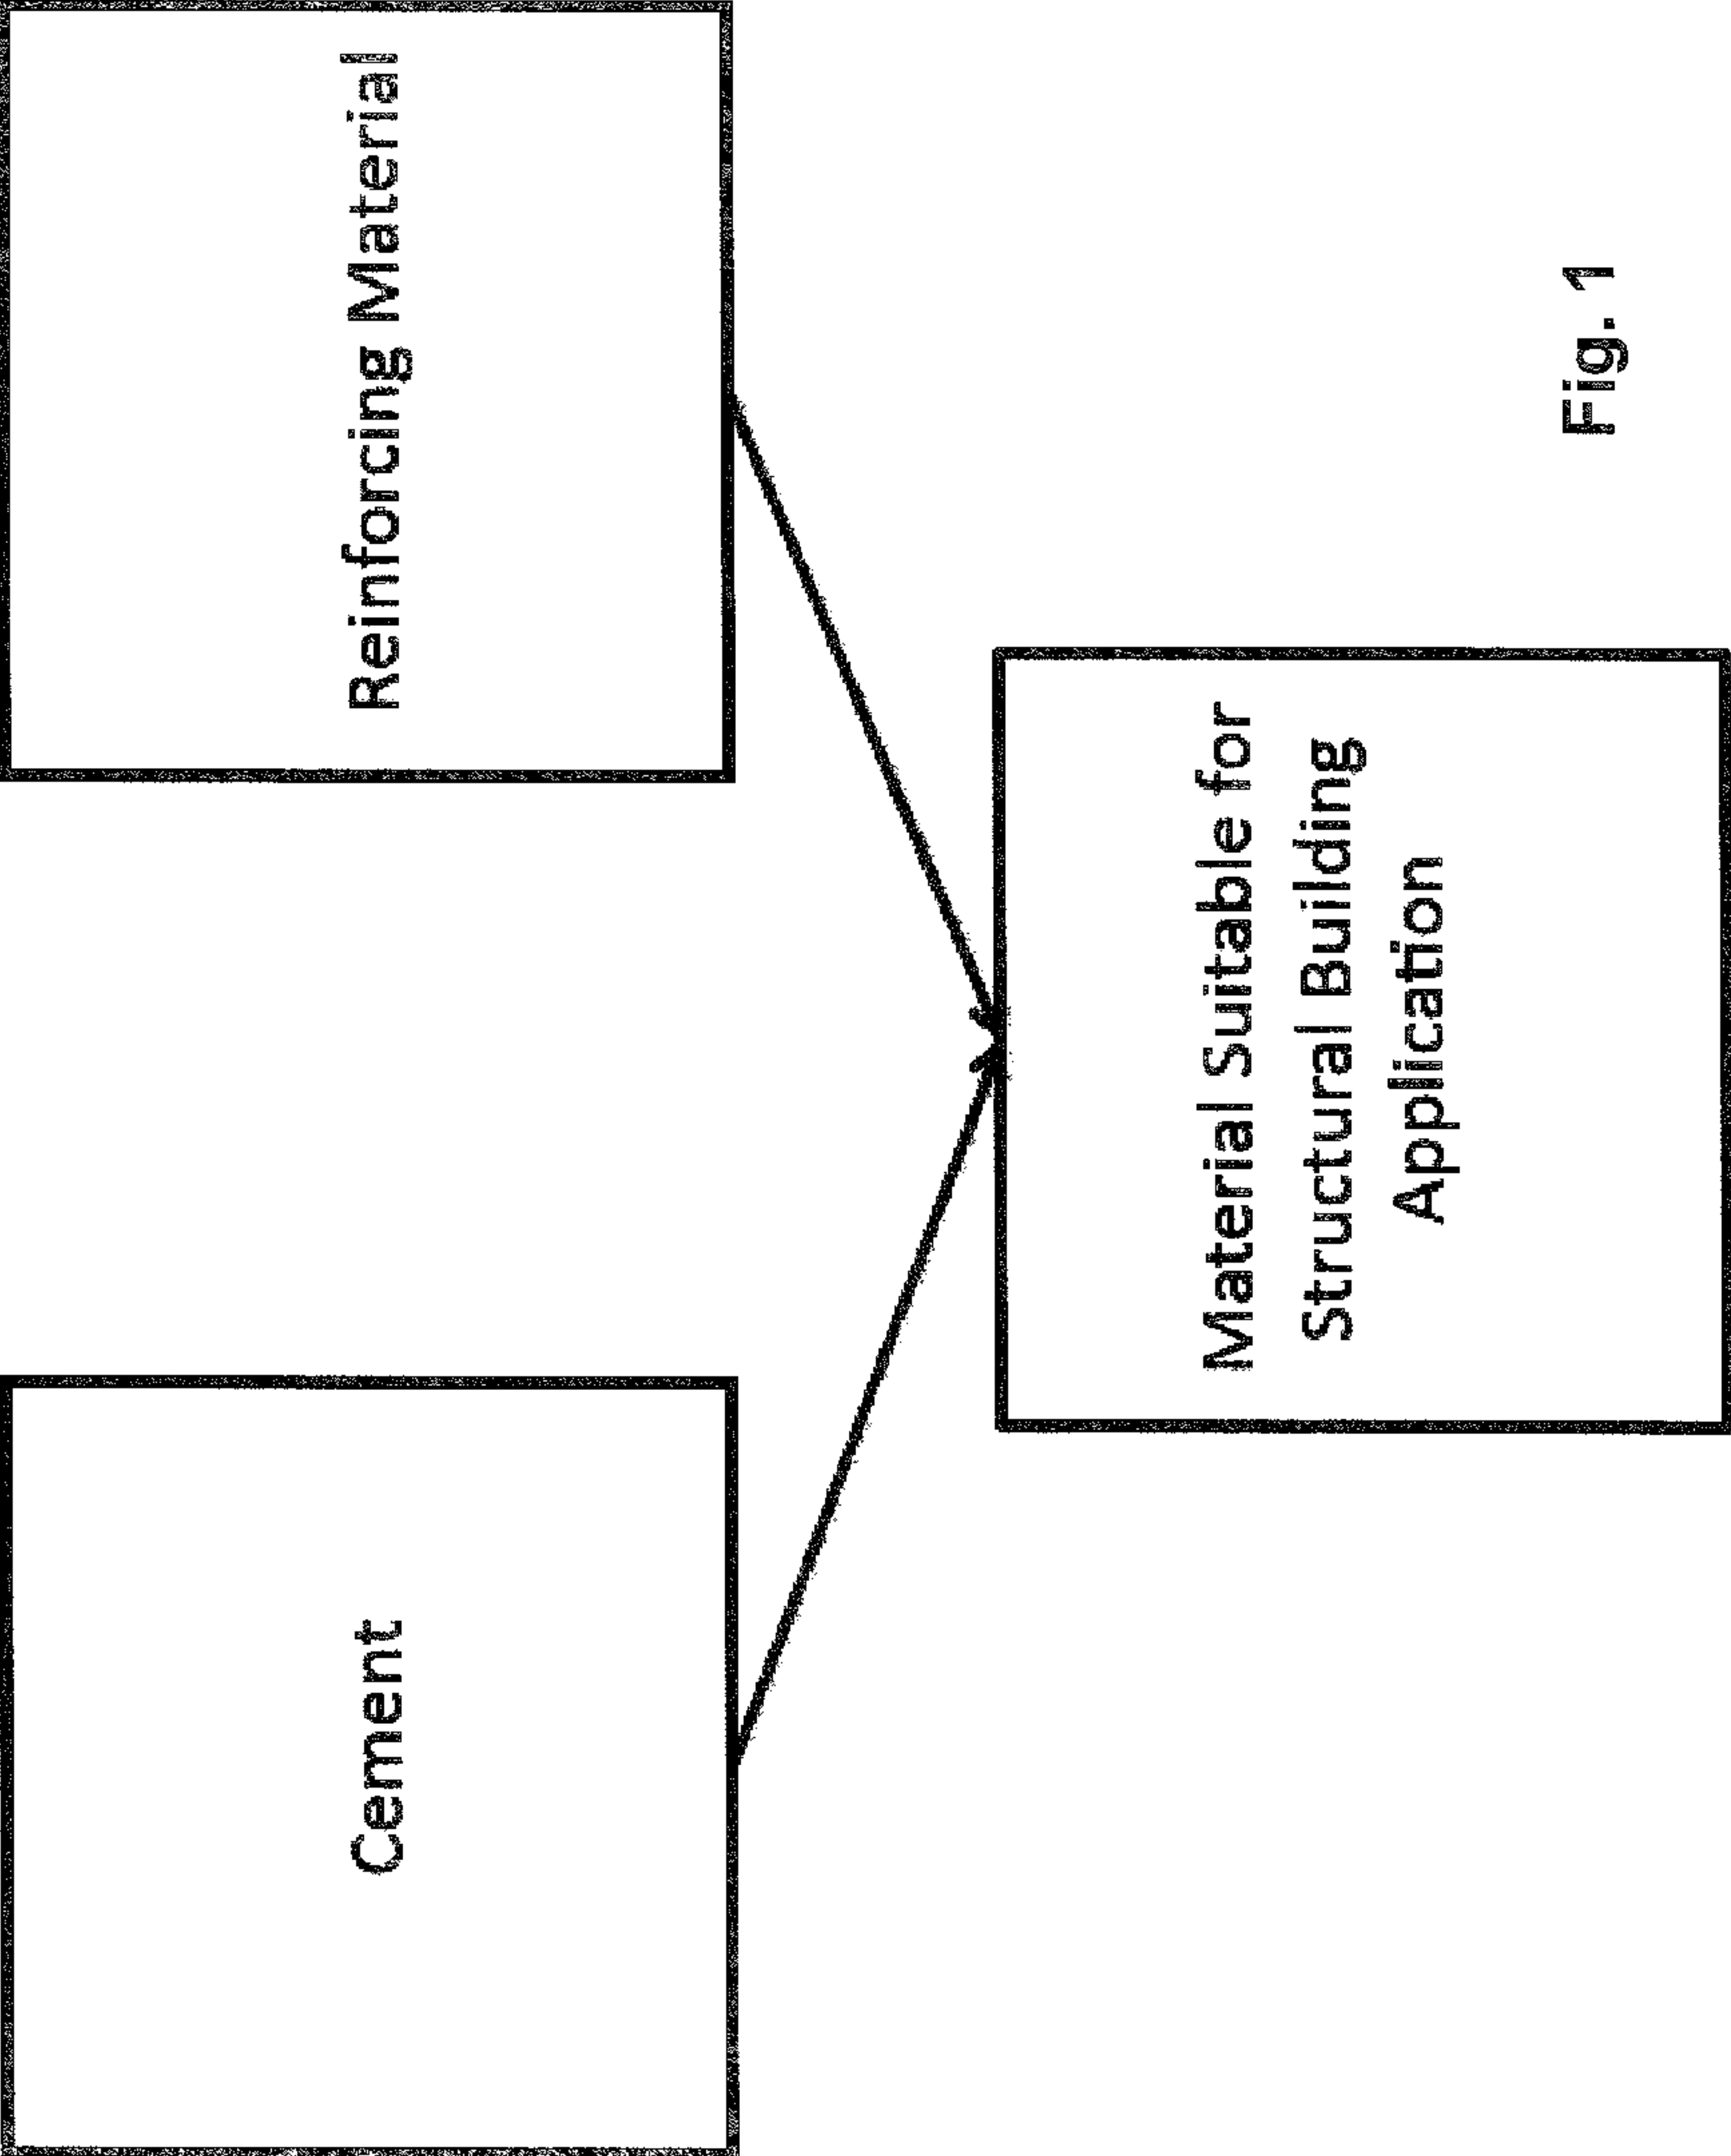 Cement
Reinforcing Material
Material Suitable for
Structural Building
Application
Fig. 1